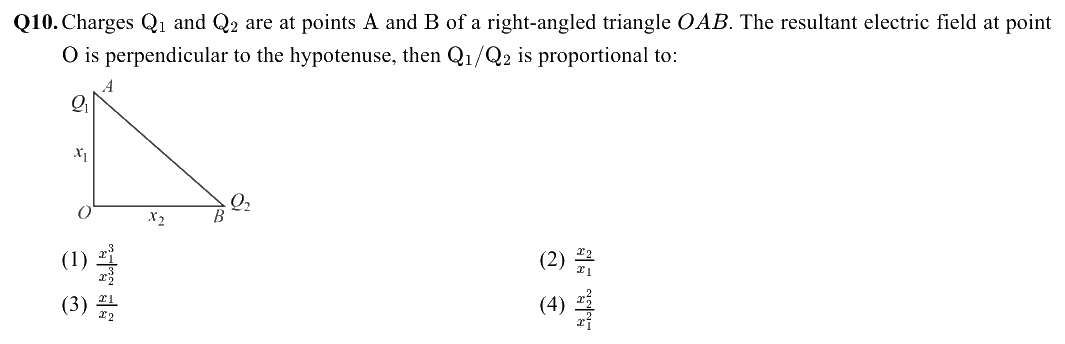 Q10. Charges Q₁ and Q₂ are at points A and B of a right-angled triangle OAB. The resultant electric field at point
O is perpendicular to the hypotenuse, then Q₁/Q₂ is proportional to:
A
Q₁
x₁
O
x₂
B
Q₂
(1) x₁³/x₂³
(2) x₂/x₁
(3) x₁/x₂
(4) x₂²/x₁²